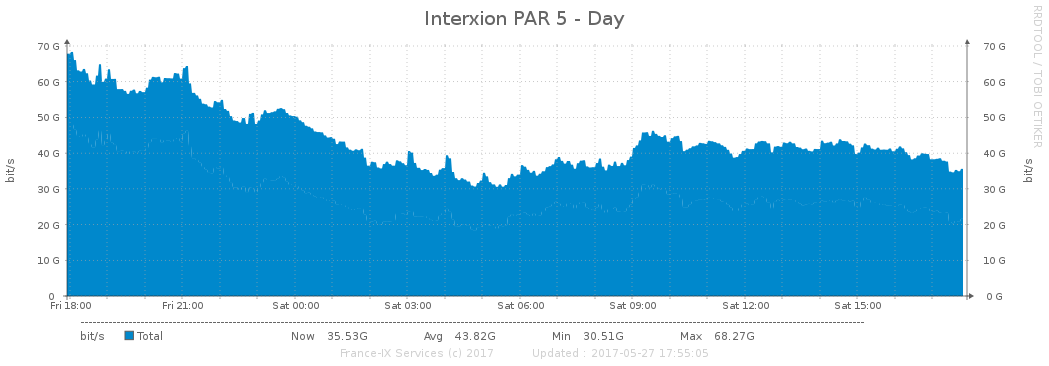 Interxion PAR 5 - Day
RRDTOOL / TOBI OETIKER
bit/s
70 G 70 G
60 G 60 G
50 G 50 G
40 G 40 G
30 G 30 G
20 G 20 G
10 G 10 G
0 0 G
bit/s
Fri 18:00 Fri 21:00 Sat 00:00 Sat 03:00 Sat 06:00 Sat 09:00 Sat 12:00 Sat 15:00
bit/s Total Now 35.53G Avg 43.82G Min 30.51G Max 68.27G
France-IX Services (c) 2017 Updated : 2017-05-27 17:55:05